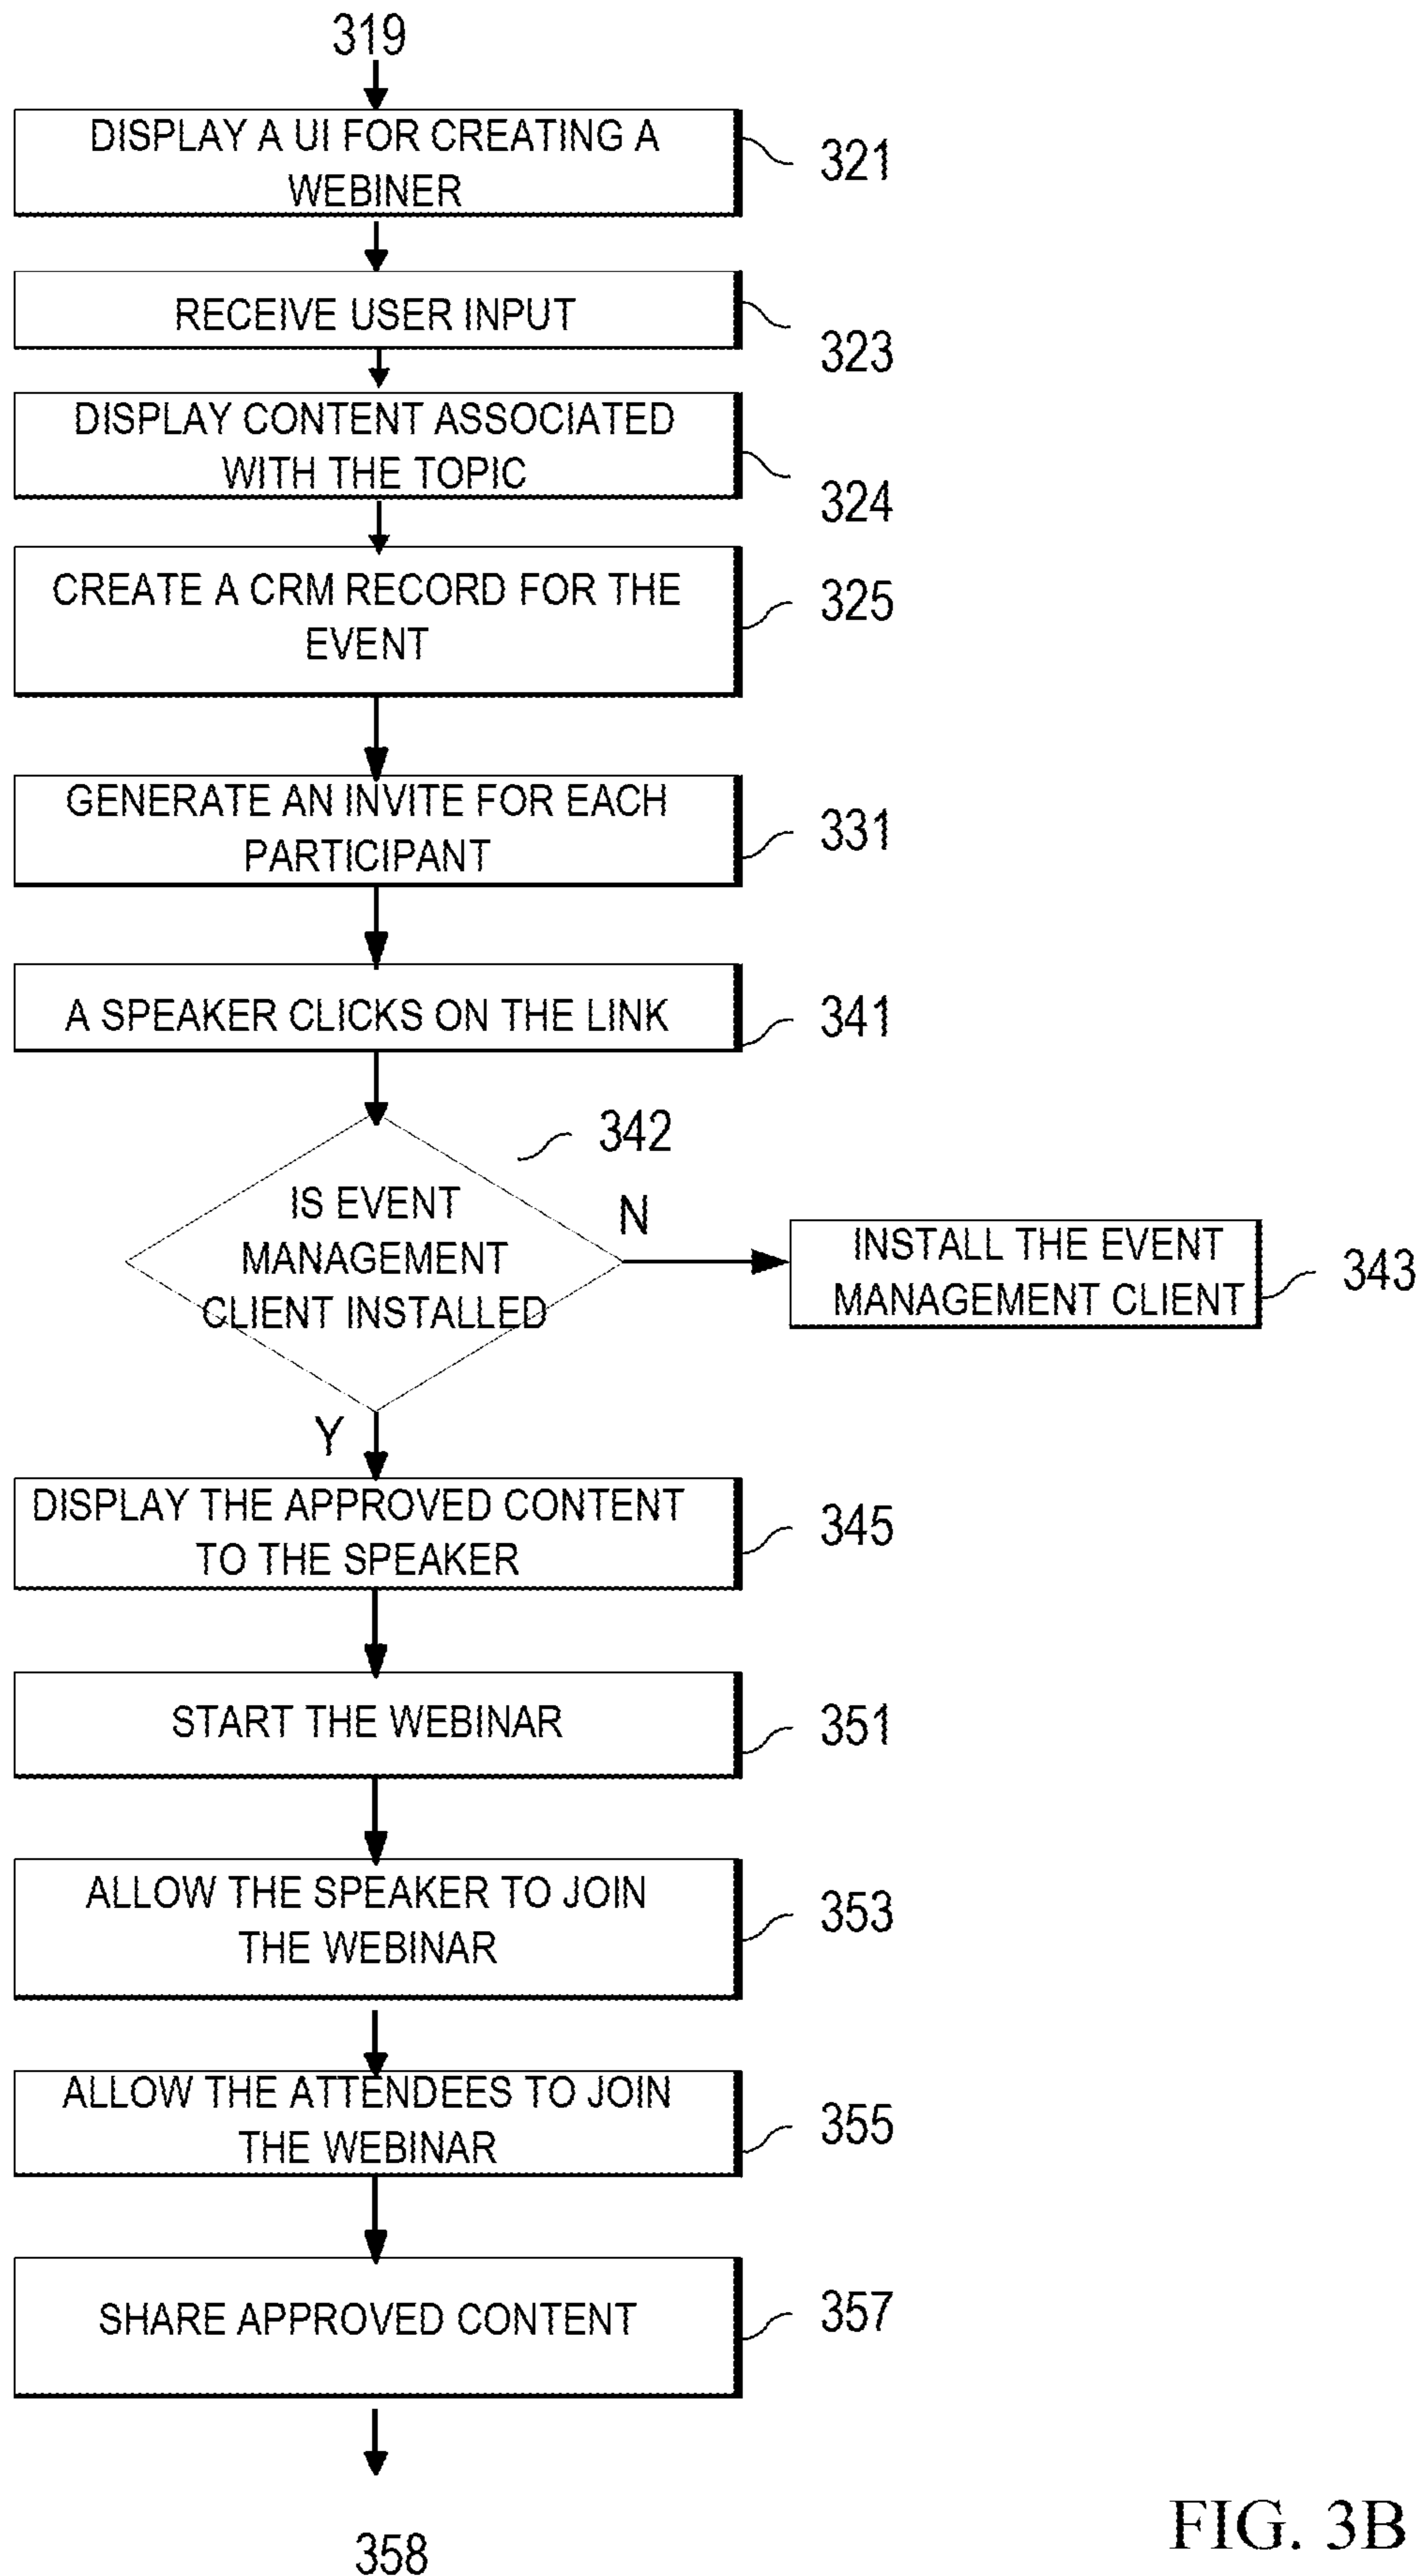 319
DISPLAY A UI FOR CREATING A
WEBINER
321
RECEIVE USER INPUT
323
DISPLAY CONTENT ASSOCIATED
WITH THE TOPIC
324
CREATE A CRM RECORD FOR THE
EVENT
325
GENERATE AN INVITE FOR EACH
PARTICIPANT
331
A SPEAKER CLICKS ON THE LINK
341
342
IS EVENT
MANAGEMENT
CLIENT INSTALLED
N
INSTALL THE EVENT
MANAGEMENT CLIENT
343
Y
DISPLAY THE APPROVED CONTENT
TO THE SPEAKER
345
START THE WEBINAR
351
ALLOW THE SPEAKER TO JOIN
THE WEBINAR
353
ALLOW THE ATTENDEES TO JOIN
THE WEBINAR
355
SHARE APPROVED CONTENT
357
358
FIG. 3B